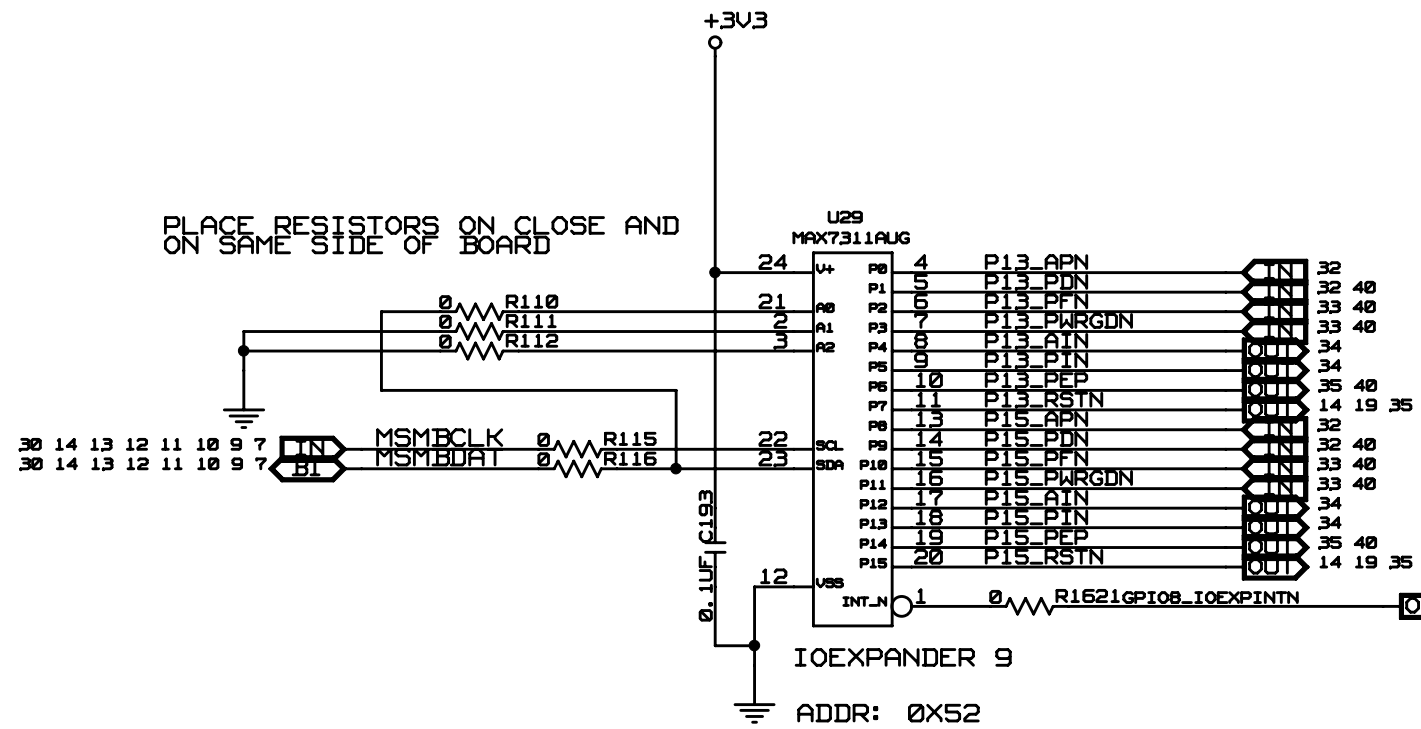 +3V3
PLACE RESISTORS ON CLOSE AND
ON SAME SIDE OF BOARD
U29
MAX7311AUG
24 V+ P0 4 P13_APN IN 32
P1 5 P13_PDN IN 32 40
0 R110 21 A0 P2 6 P13_PFN IN 33 40
0 R111 2 A1 P3 7 P13_PWRGDN IN 33 40
0 R112 3 A2 P4 8 P13_AIN OUT 34
P5 9 P13_PIN OUT 34
P6 10 P13_PEP OUT 35 40
P7 11 P13_RSTN OUT 14 19 35
P8 13 P15_APN IN 32
30 14 13 12 11 10 9 7 IN MSMBCLK 0 R115 22 SCL P9 14 P15_PDN IN 32 40
30 14 13 12 11 10 9 7 BI MSMBDAT 0 R116 23 SDA P10 15 P15_PFN IN 33 40
P11 16 P15_PWRGDN IN 33 40
P12 17 P15_AIN OUT 34
P13 18 P15_PIN OUT 34
P14 19 P15_PEP OUT 35 40
P15 20 P15_RSTN OUT 14 19 35
0.1UF C193
12 VSS
INT_N 1 0 R1621 GPIO8_IOEXPINTN O
IOEXPANDER 9
ADDR: 0X52